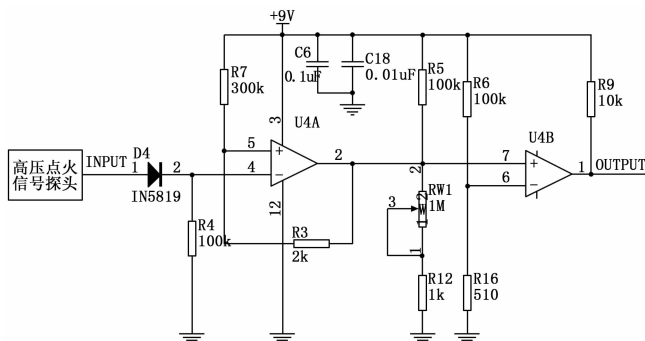 +9V
R7
300k
C6
0.1uF
C18
0.01uF
R5
100k
R6
100k
R9
10k
3
U4A
U4B
高压点火
信号探头
INPUT
D4
1
2
IN5819
5
4
+
−
2
12
R4
100k
R3
2k
2
RW1
1M
3
W
1
2
1
7
6
+
−
1
OUTPUT
R12
1k
R16
510